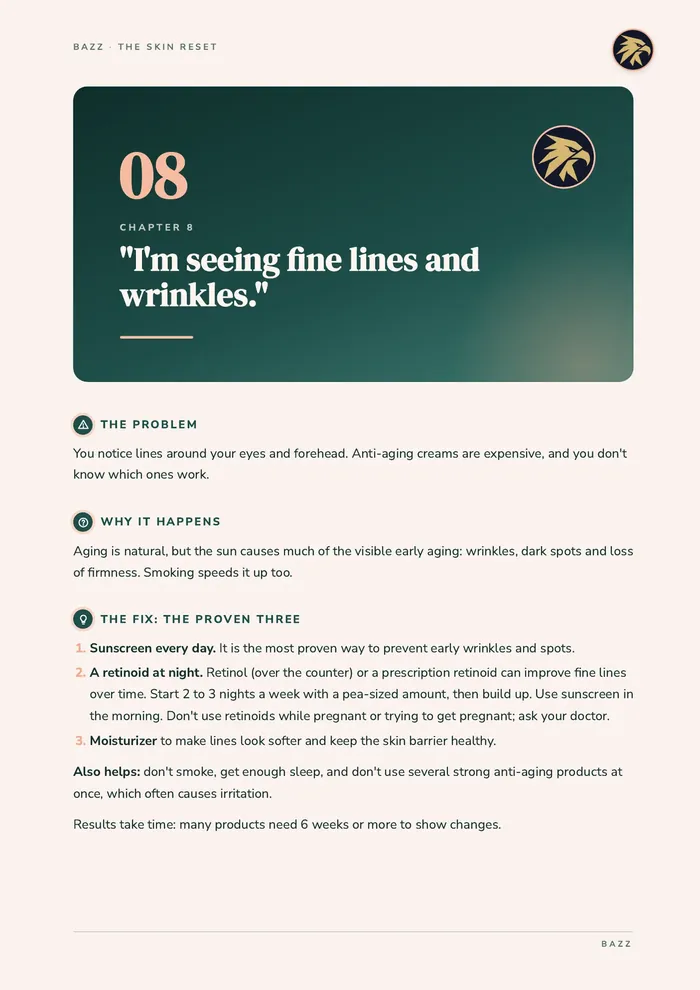 BAZZ · THE SKIN RESET
08
CHAPTER 8
"I'm seeing fine lines and
wrinkles."
THE PROBLEM
You notice lines around your eyes and forehead. Anti-aging creams are expensive, and you don't
know which ones work.
WHY IT HAPPENS
Aging is natural, but the sun causes much of the visible early aging: wrinkles, dark spots and loss
of firmness. Smoking speeds it up too.
THE FIX: THE PROVEN THREE
1. Sunscreen every day. It is the most proven way to prevent early wrinkles and spots.
2. A retinoid at night. Retinol (over the counter) or a prescription retinoid can improve fine lines
over time. Start 2 to 3 nights a week with a pea-sized amount, then build up. Use sunscreen in
the morning. Don't use retinoids while pregnant or trying to get pregnant; ask your doctor.
3. Moisturizer to make lines look softer and keep the skin barrier healthy.
Also helps: don't smoke, get enough sleep, and don't use several strong anti-aging products at
once, which often causes irritation.
Results take time: many products need 6 weeks or more to show changes.
BAZZ